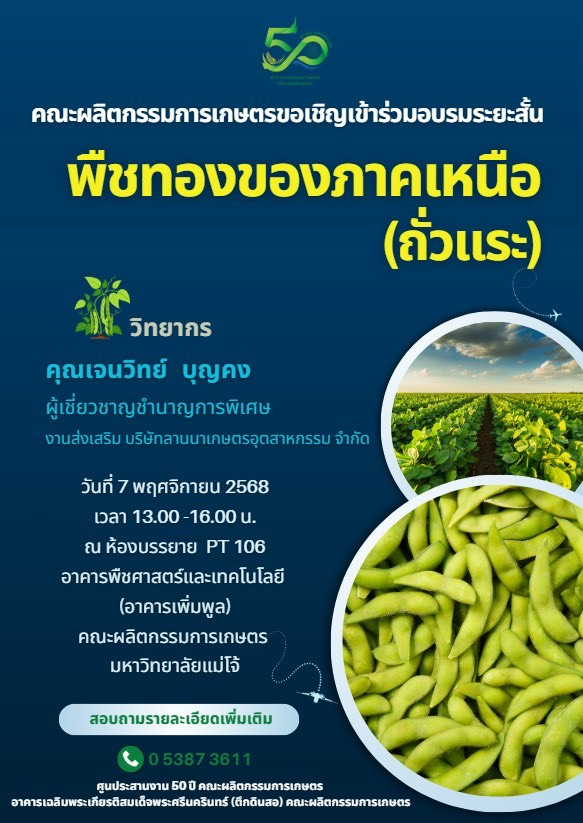 50
คณะผลิตกรรมการเกษตรขอเชิญเข้าร่วมอบรมระยะสั้น
พืชทองของภาคเหนือ
(ถั่วแระ)
วิทยากร
คุณเจนวิทย์ บุญคง
ผู้เชี่ยวชาญชำนาญการพิเศษ
งานส่งเสริม บริษัทลานนาเกษตรอุตสาหกรรม จำกัด
วันที่ 7 พฤศจิกายน 2568
เวลา 13.00 -16.00 น.
ณ ห้องบรรยาย PT 106
อาคารพืชศาสตร์และเทคโนโลยี
(อาคารเพิ่มพูล)
คณะผลิตกรรมการเกษตร
มหาวิทยาลัยแม่โจ้
สอบถามรายละเอียดเพิ่มเติม
0 5387 3611
ศูนประสานงาน 50 ปี คณะผลิตกรรมการเกษตร
อาคารเฉลิมพระเกียรติสมเด็จพระศรีนครินทร์ (ตึกดินสอ) คณะผลิตกรรมการเกษตร